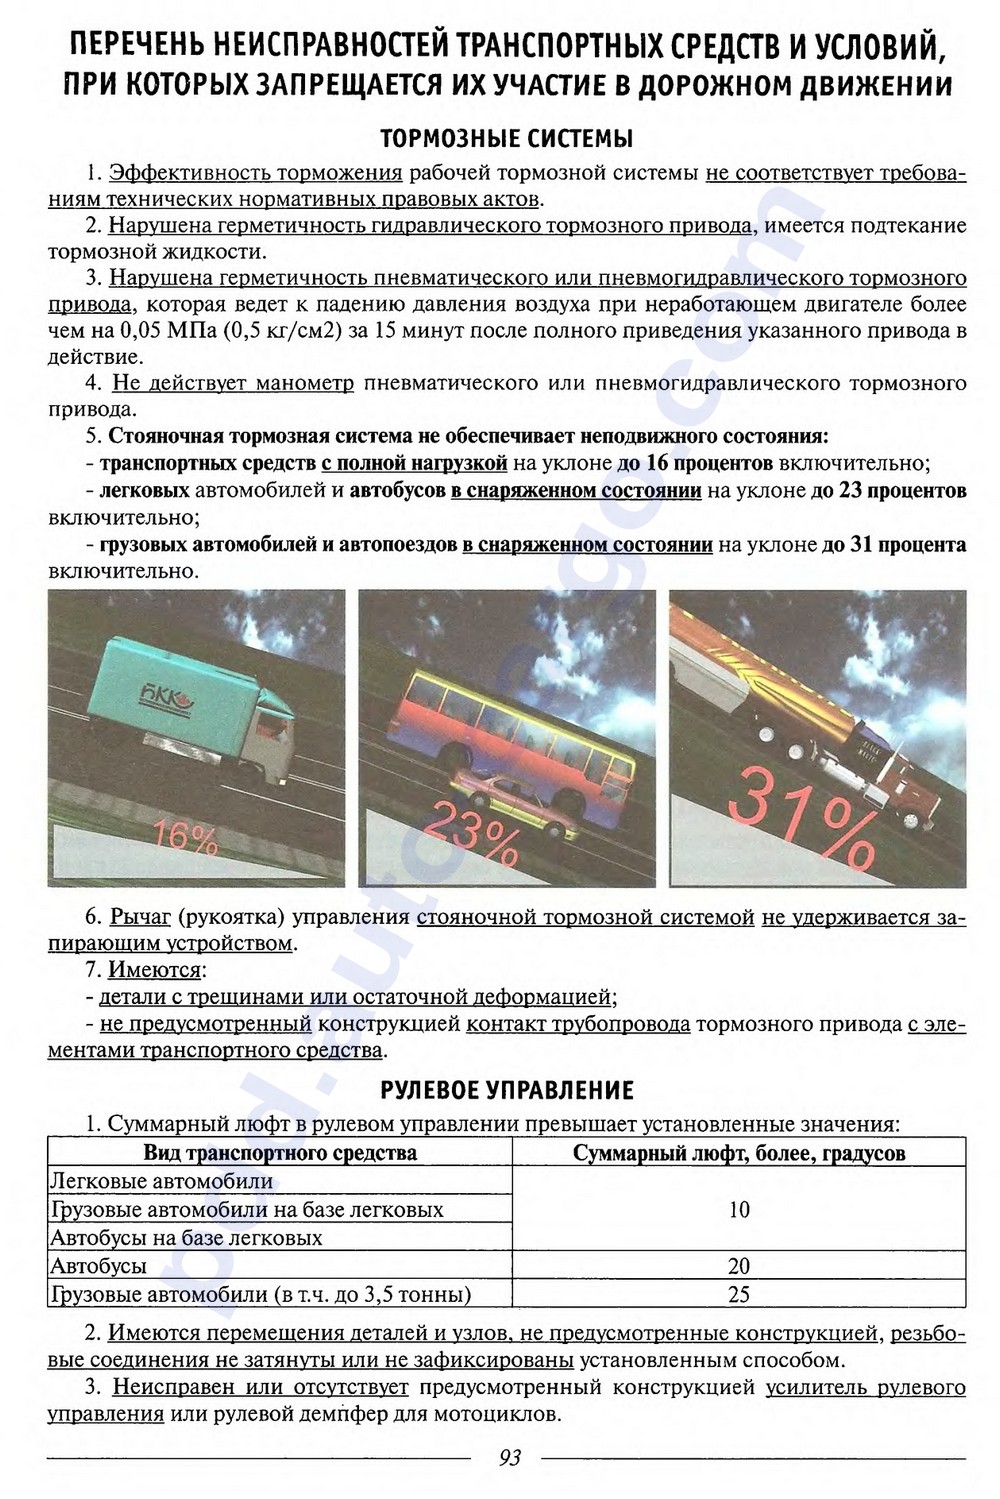 ПЕРЕЧЕНЬ НЕИСПРАВНОСТЕЙ ТРАНСПОРТНЫХ СРЕДСТВ И УСЛОВИЙ,
ПРИ КОТОРЫХ ЗАПРЕЩАЕТСЯ ИХ УЧАСТИЕ В ДОРОЖНОМ ДВИЖЕНИИ
ТОРМОЗНЫЕ СИСТЕМЫ
1. Эффективность торможения рабочей тормозной системы не соответствует требова-
ниям технических нормативных правовых актов.
2. Нарушена герметичность гидравлического тормозного привода, имеется подтекание
тормозной жидкости.
3. Нарушена герметичность пневматического или пневмогидравлического тормозного
привода, которая ведет к падению давления воздуха при неработающем двигателе более
чем на 0,05 МПа (0,5 кг/см2) за 15 минут после полного приведения указанного привода в
действие.
4. Не действует манометр пневматического или пневмогидравлического тормозного
привода.
5. Стояночная тормозная система не обеспечивает неподвижного состояния:
- транспортных средств с полной нагрузкой на уклоне до 16 процентов включительно;
- легковых автомобилей и автобусов в снаряженном состоянии на уклоне до 23 процентов
включительно;
- грузовых автомобилей и автопоездов в снаряженном состоянии на уклоне до 31 процента
включительно.
ПКК
16%
23%
31%
6. Рычаг (рукоятка) управления стояночной тормозной системой не удерживается за-
пирающим устройством.
7. Имеются:
- детали с трещинами или остаточной деформацией;
- не предусмотренный конструкцией контакт трубопровода тормозного привода с эле-
ментами транспортного средства.
РУЛЕВОЕ УПРАВЛЕНИЕ
1. Суммарный люфт в рулевом управлении превышает установленные значения:
Вид транспортного средства Суммарный люфт, более, градусов
Легковые автомобили
Грузовые автомобили на базе легковых 10
Автобусы на базе легковых
Автобусы 20
Грузовые автомобили (в т.ч. до 3,5 тонны) 25
2. Имеются перемещения деталей и узлов, не предусмотренные конструкцией, резьбо-
вые соединения не затянуты или не зафиксированы установленным способом.
3. Неисправен или отсутствует предусмотренный конструкцией усилитель рулевого
управления или рулевой демпфер для мотоциклов.
93